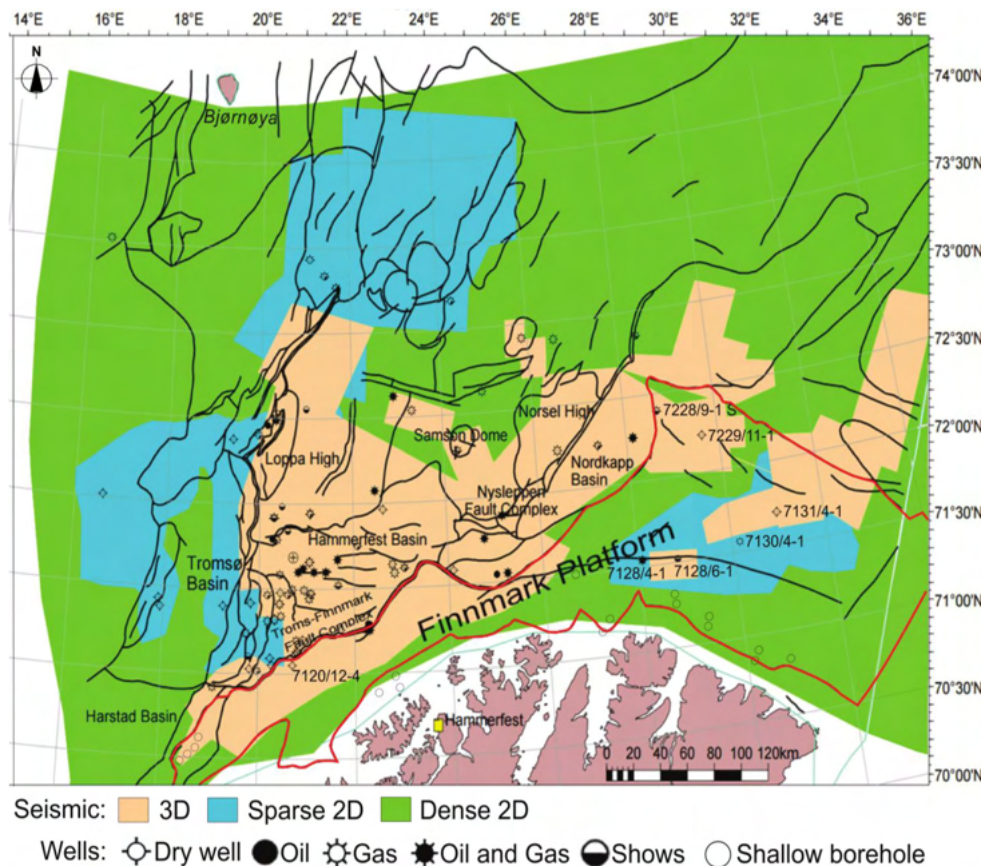 14°E 16°E 18°E 20°E 22°E 24°E 26°E 28°E 30°E 32°E 34°E 36°E
N
74°00'N
Bjørnøya
73°30'N
73°00'N
72°30'N
Norsel High
7228/9-1 S
72°00'N
7229/11-1
Samson Dome
Loppa High
Nordkapp
Basin
Nysleppen
Fault Complex
71°30'N
7131/4-1
Hammerfest Basin
7130/4-1
Tromsø
Basin
Finnmark Platform
7128/4-1
7128/6-1
71°00'N
Troms-Finnmark
Fault Complex
7120/12-4
70°30'N
Harstad Basin
Hammerfest
0 20 40 60 80 100 120km
70°00'N
Seismic: 3D Sparse 2D Dense 2D
Wells: Dry well Oil Gas Oil and Gas Shows Shallow borehole